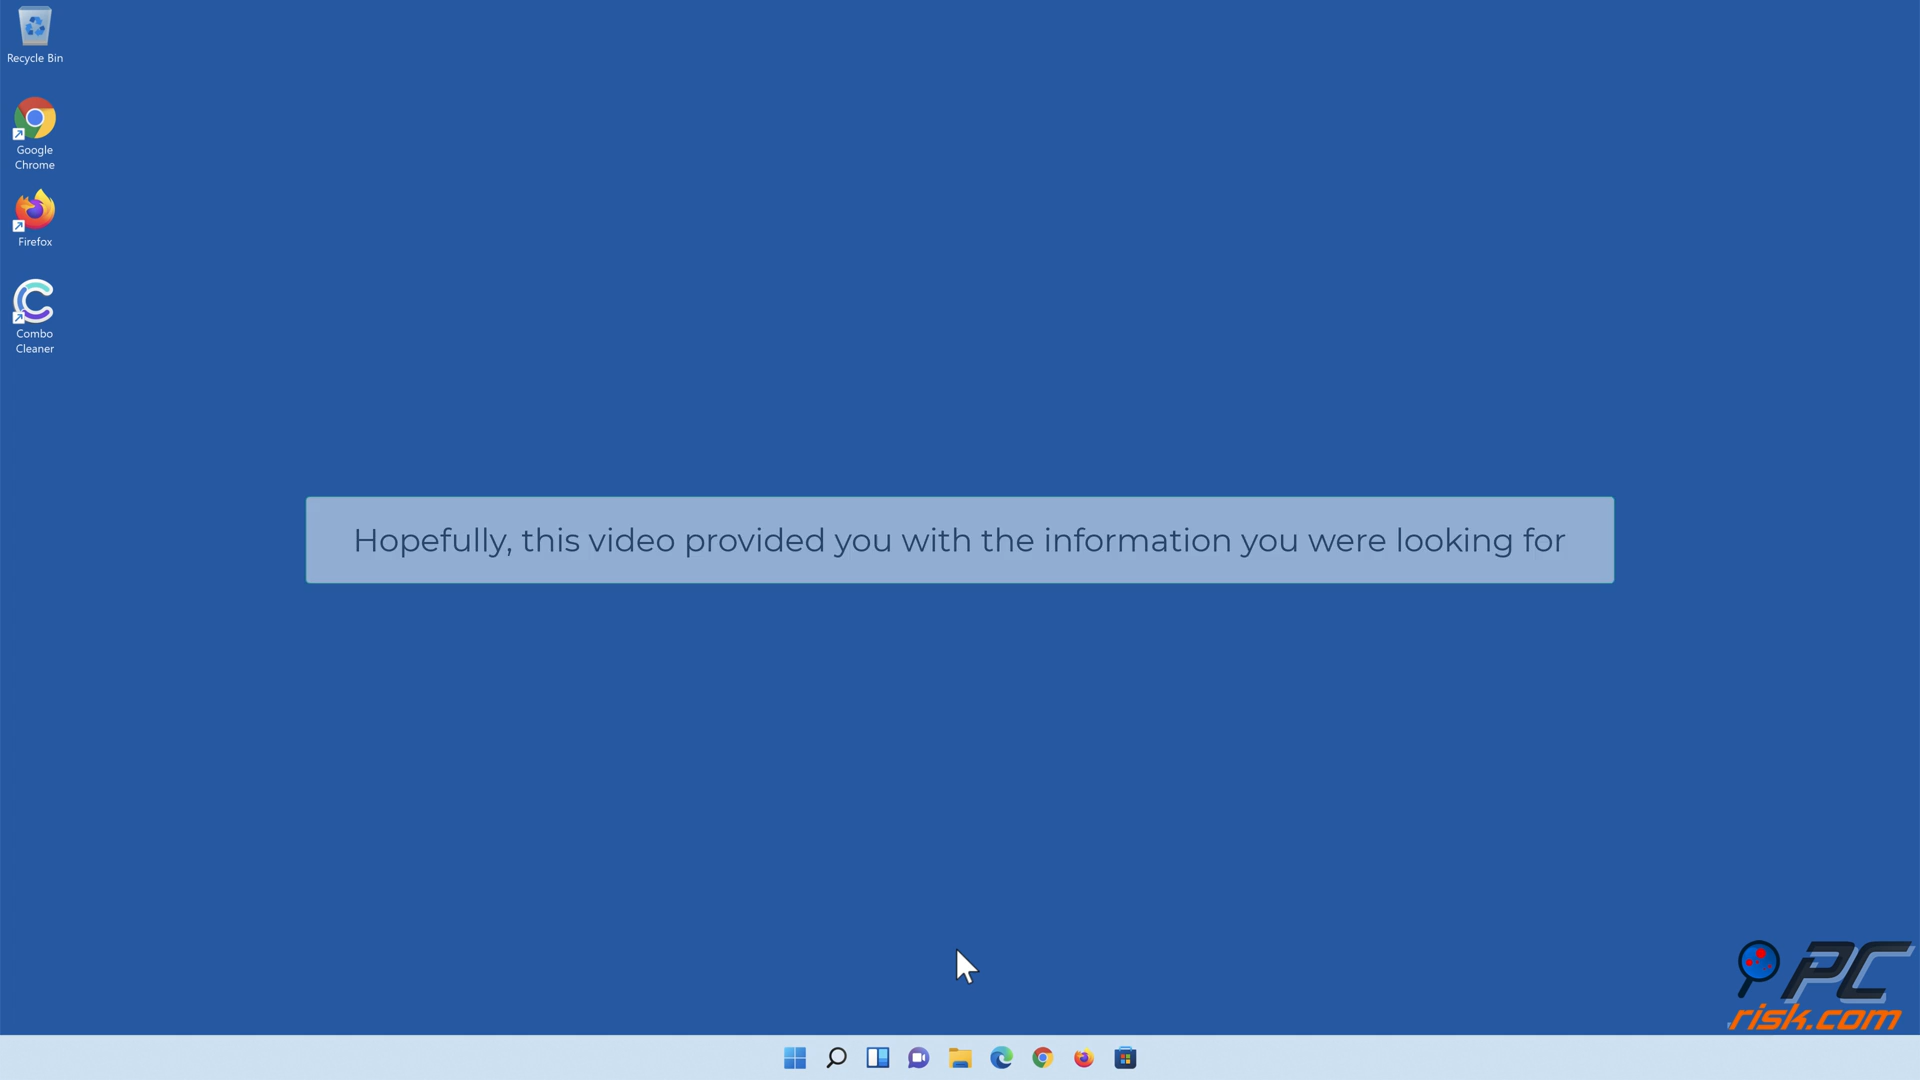 Recycle Bin
Google
Chrome
Firefox
Combo
Cleaner
Hopefully, this video provided you with the information you were looking for
PC
risk.com